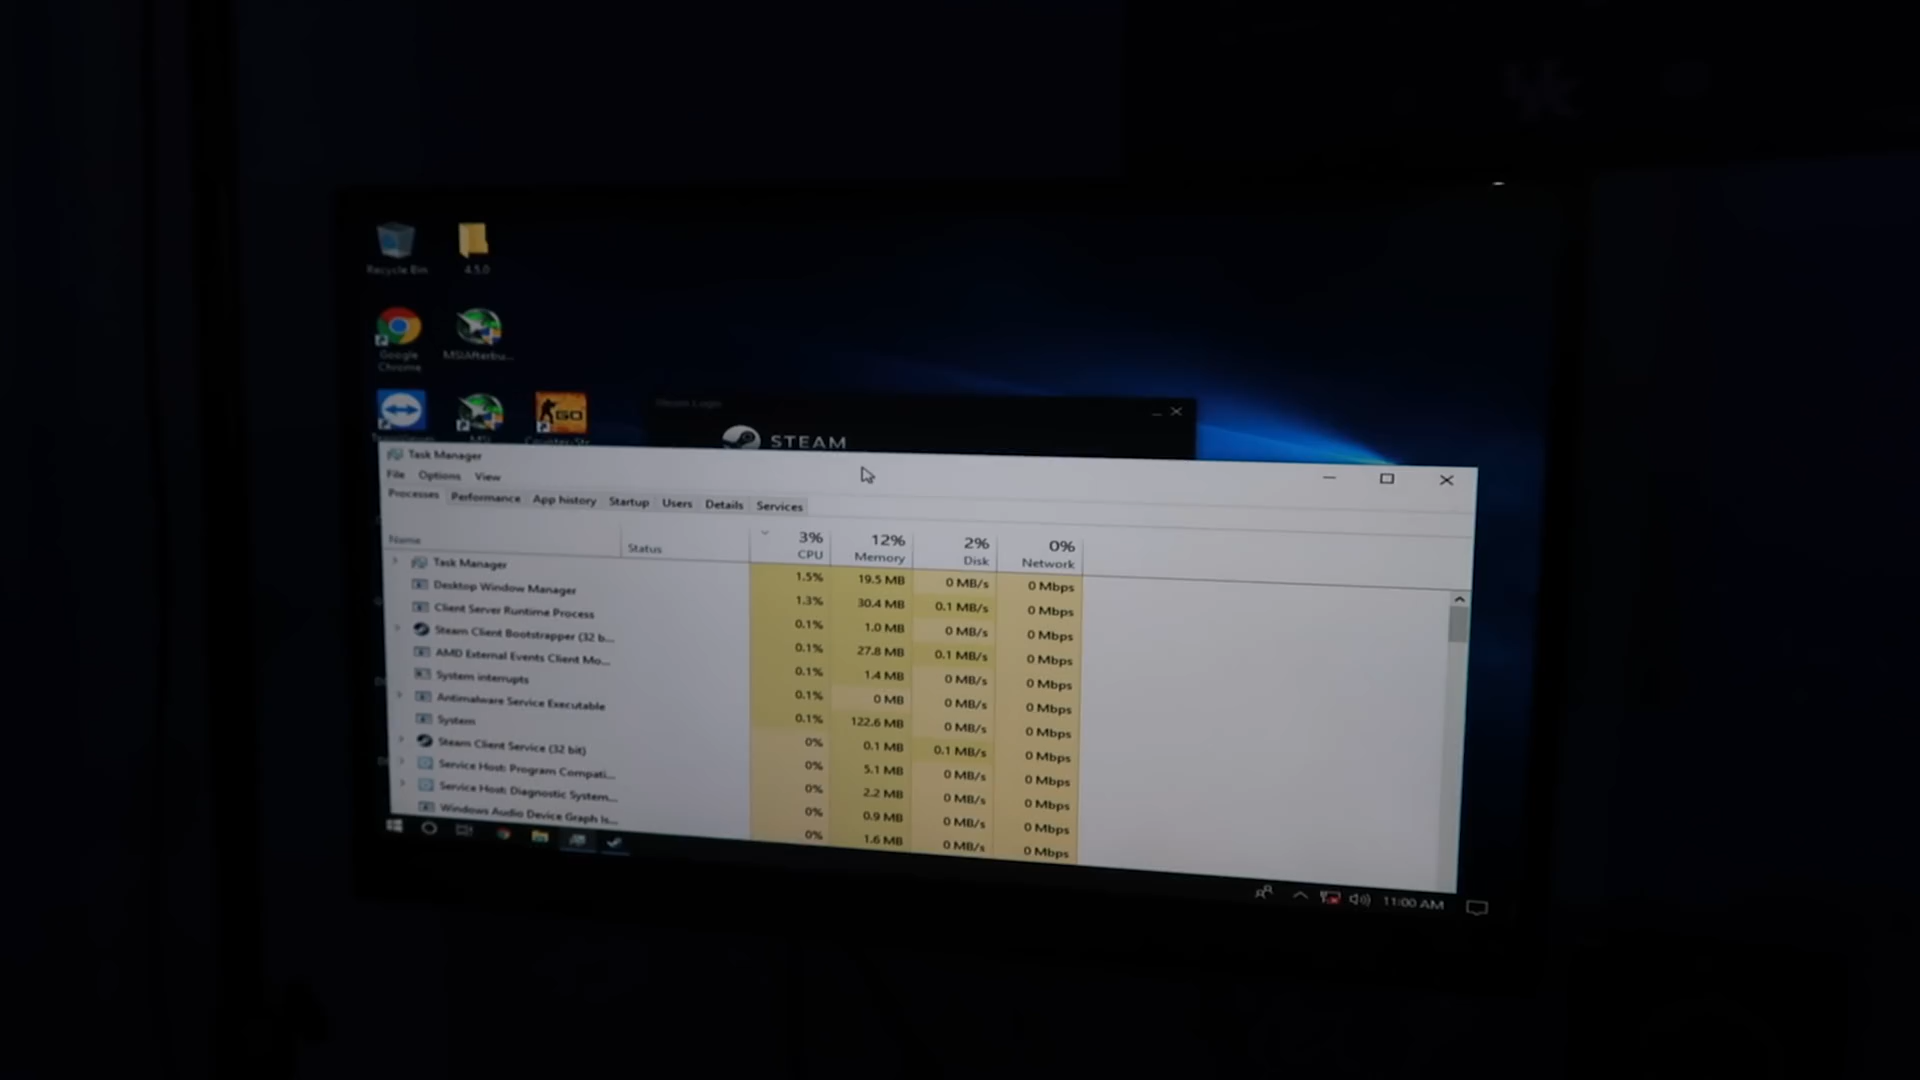 Recycle Bin
4.5.0
Google
Chrome
MSIAfterbu...
GO
Counter-Str
Steam Login
STEAM
Task Manager
File Options View
Processes Performance App history Startup Users Details Services
Name Status 3% CPU 12% Memory 2% Disk 0% Network
Task Manager 1.5% 19.5 MB 0 MB/s 0 Mbps
Desktop Window Manager 1.3% 30.4 MB 0.1 MB/s 0 Mbps
Client Server Runtime Process 0.1% 1.0 MB 0 MB/s 0 Mbps
Steam Client Bootstrapper (32 b... 0.1% 27.8 MB 0.1 MB/s 0 Mbps
AMD External Events Client Mo... 0.1% 1.4 MB 0 MB/s 0 Mbps
System interrupts 0.1% 0 MB 0 MB/s 0 Mbps
Antimalware Service Executable 0.1% 122.6 MB 0 MB/s 0 Mbps
System 0% 0.1 MB 0.1 MB/s 0 Mbps
Steam Client Service (32 bit) 0% 5.1 MB 0 MB/s 0 Mbps
Service Host: Program Compati... 0% 2.2 MB 0 MB/s 0 Mbps
Service Host: Diagnostic System... 0% 0.9 MB 0 MB/s 0 Mbps
Windows Audio Device Graph Is... 0% 1.6 MB 0 MB/s 0 Mbps
11:00 AM